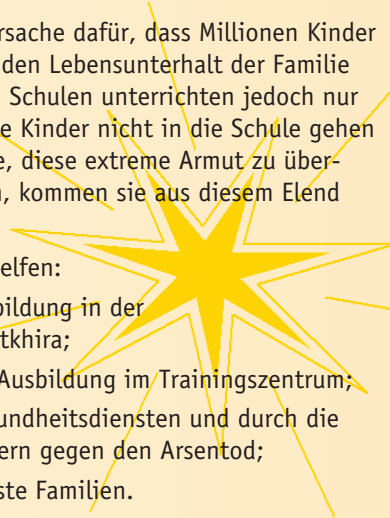 rsache dafür, dass Millionen Kinder
den Lebensunterhalt der Familie
Schulen unterrichten jedoch nur
e Kinder nicht in die Schule gehen
e, diese extreme Armut zu über-
n, kommen sie aus diesem Elend
elfen:
bildung in der
tkhira;
Ausbildung im Trainingszentrum;
undheitsdiensten und durch die
ern gegen den Arsentod;
ste Familien.